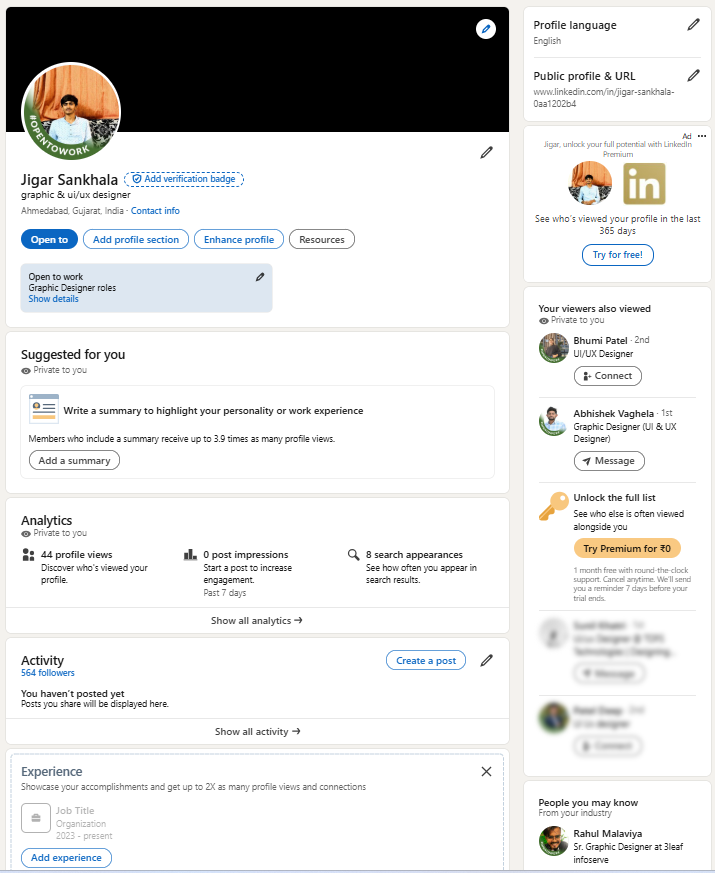 #OPENTOWORK
Jigar Sankhala
Add verification badge
graphic & ui/ux designer
Ahmedabad, Gujarat, India · Contact info
Open to
Add profile section
Enhance profile
Resources
Open to work
Graphic Designer roles
Show details
Suggested for you
Private to you
Write a summary to highlight your personality or work experience
Members who include a summary receive up to 3.9 times as many profile views.
Add a summary
Analytics
Private to you
44 profile views
Discover who's viewed your
profile.
0 post impressions
Start a post to increase
engagement.
Past 7 days
8 search appearances
See how often you appear in
search results.
Show all analytics →
Activity
564 followers
Create a post
You haven't posted yet
Posts you share will be displayed here.
Show all activity →
Experience
Showcase your accomplishments and get up to 2X as many profile views and connections
Job Title
Organization
2023 - present
Add experience
Profile language
English
Public profile & URL
www.linkedin.com/in/jigar-sankhala-
0aa1202b4
Ad
Jigar, unlock your full potential with LinkedIn
Premium
in
See who's viewed your profile in the last
365 days
Try for free!
Your viewers also viewed
Private to you
Bhumi Patel · 2nd
UI/UX Designer
Connect
Abhishek Vaghela · 1st
Graphic Designer (UI & UX
Designer)
Message
Unlock the full list
See who else is often viewed
alongside you
Try Premium for ₹0
1 month free with round-the-clock
support. Cancel anytime. We'll send
you a reminder 7 days before your
trial ends.
Message
Connect
People you may know
From your industry
Rahul Malaviya
Sr. Graphic Designer at 3leaf
infoserve